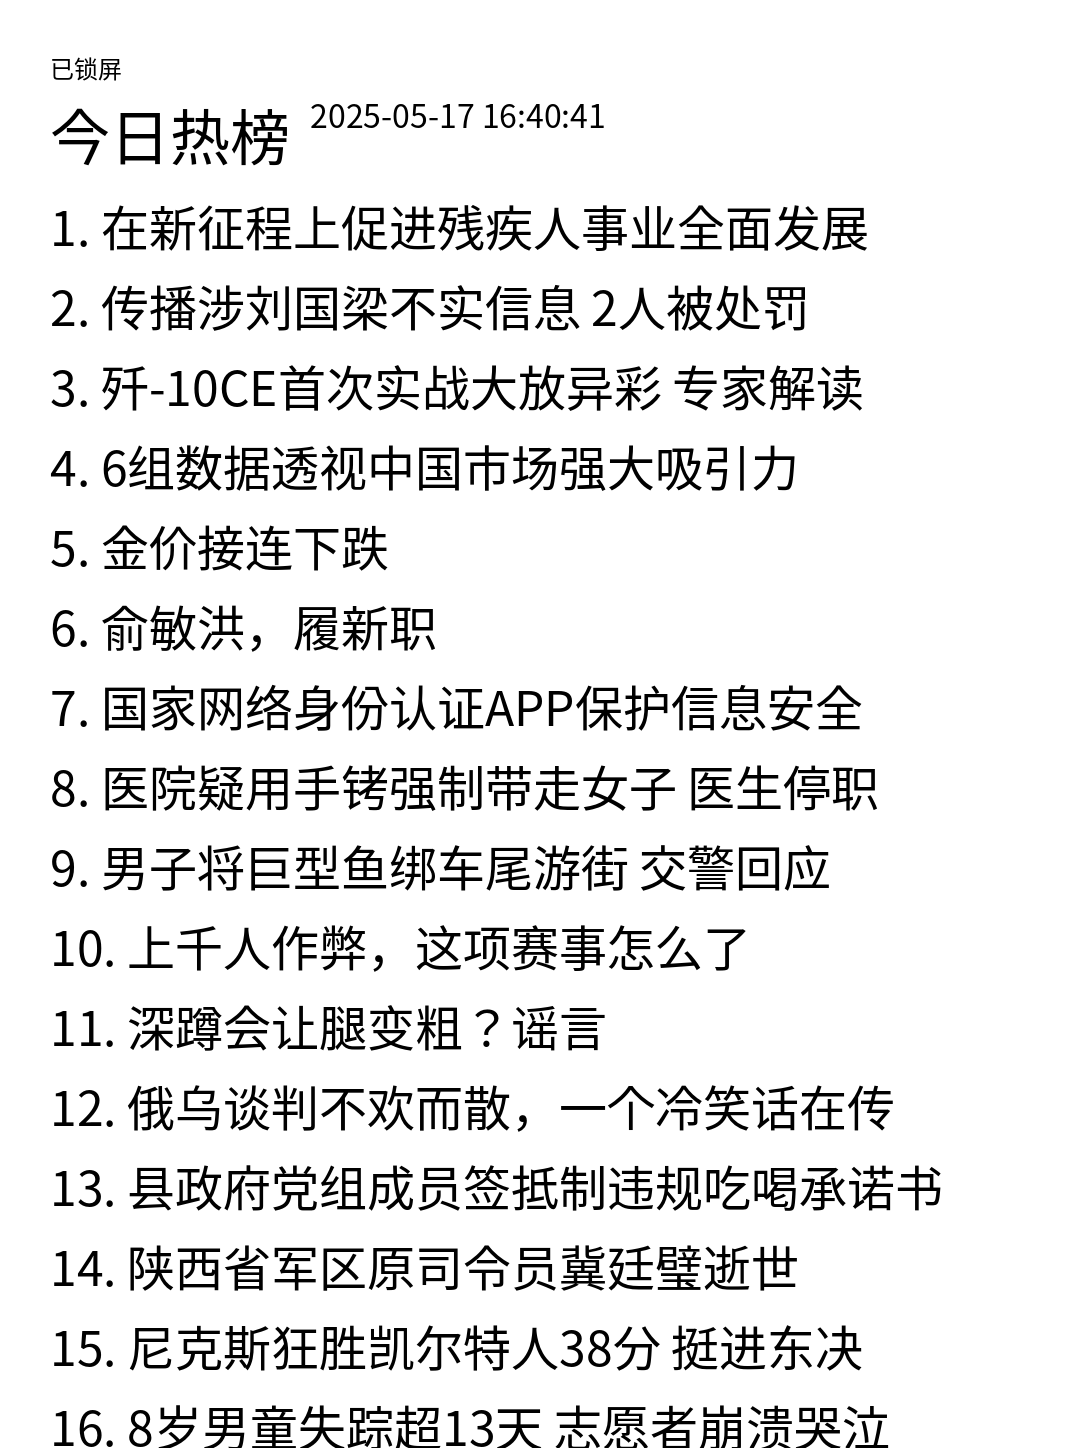 已锁屏
今日热榜 2025-05-17 16:40:41
1. 在新征程上促进残疾人事业全面发展
2. 传播涉刘国梁不实信息 2人被处罚
3. 歼-10CE首次实战大放异彩 专家解读
4. 6组数据透视中国市场强大吸引力
5. 金价接连下跌
6. 俞敏洪，履新职
7. 国家网络身份认证APP保护信息安全
8. 医院疑用手铐强制带走女子 医生停职
9. 男子将巨型鱼绑车尾游街 交警回应
10. 上千人作弊，这项赛事怎么了
11. 深蹲会让腿变粗？谣言
12. 俄乌谈判不欢而散，一个冷笑话在传
13. 县政府党组成员签抵制违规吃喝承诺书
14. 陕西省军区原司令员冀廷璧逝世
15. 尼克斯狂胜凯尔特人38分 挺进东决
16. 8岁男童失踪超13天 志愿者崩溃哭泣